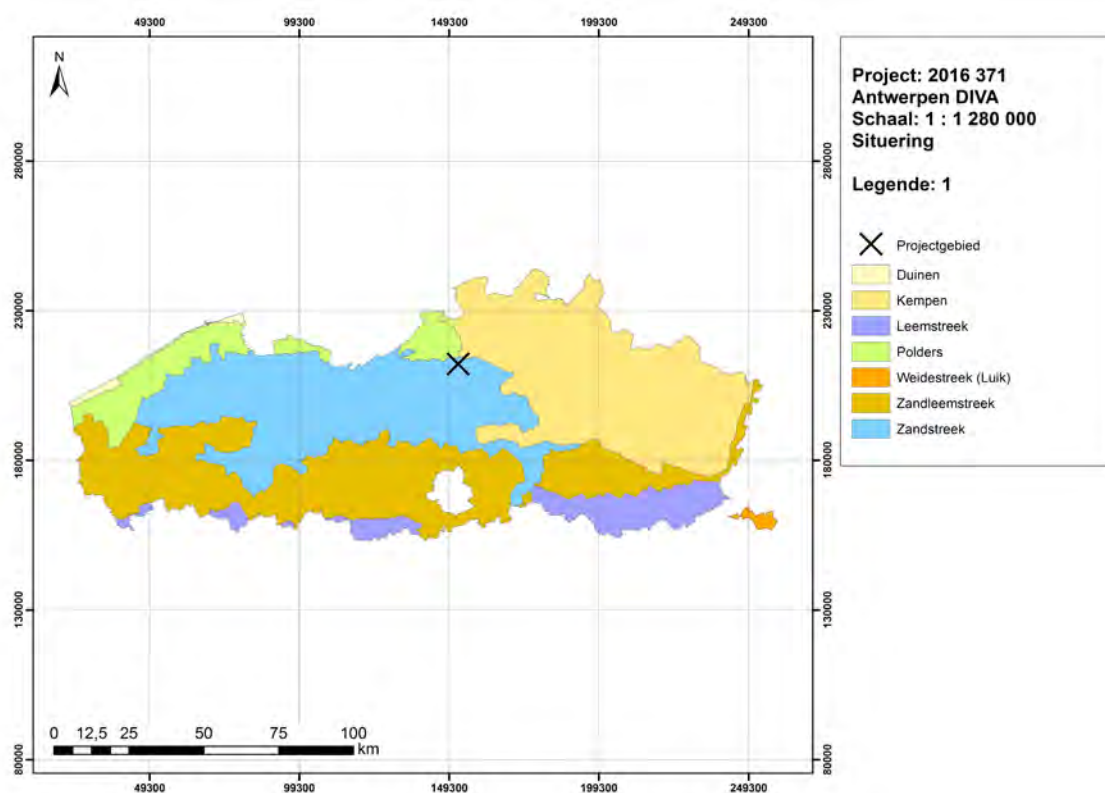 49300 99300 149300 199300 249300
N
280000 280000
230000 230000
180000 180000
130000 130000
80000 80000
0 12,5 25 50 75 100
km
49300 99300 149300 199300 249300
Project: 2016 371
Antwerpen DIVA
Schaal: 1 : 1 280 000
Situering
Legende: 1
Projectgebied
Duinen
Kempen
Leemstreek
Polders
Weidestreek (Luik)
Zandleemstreek
Zandstreek